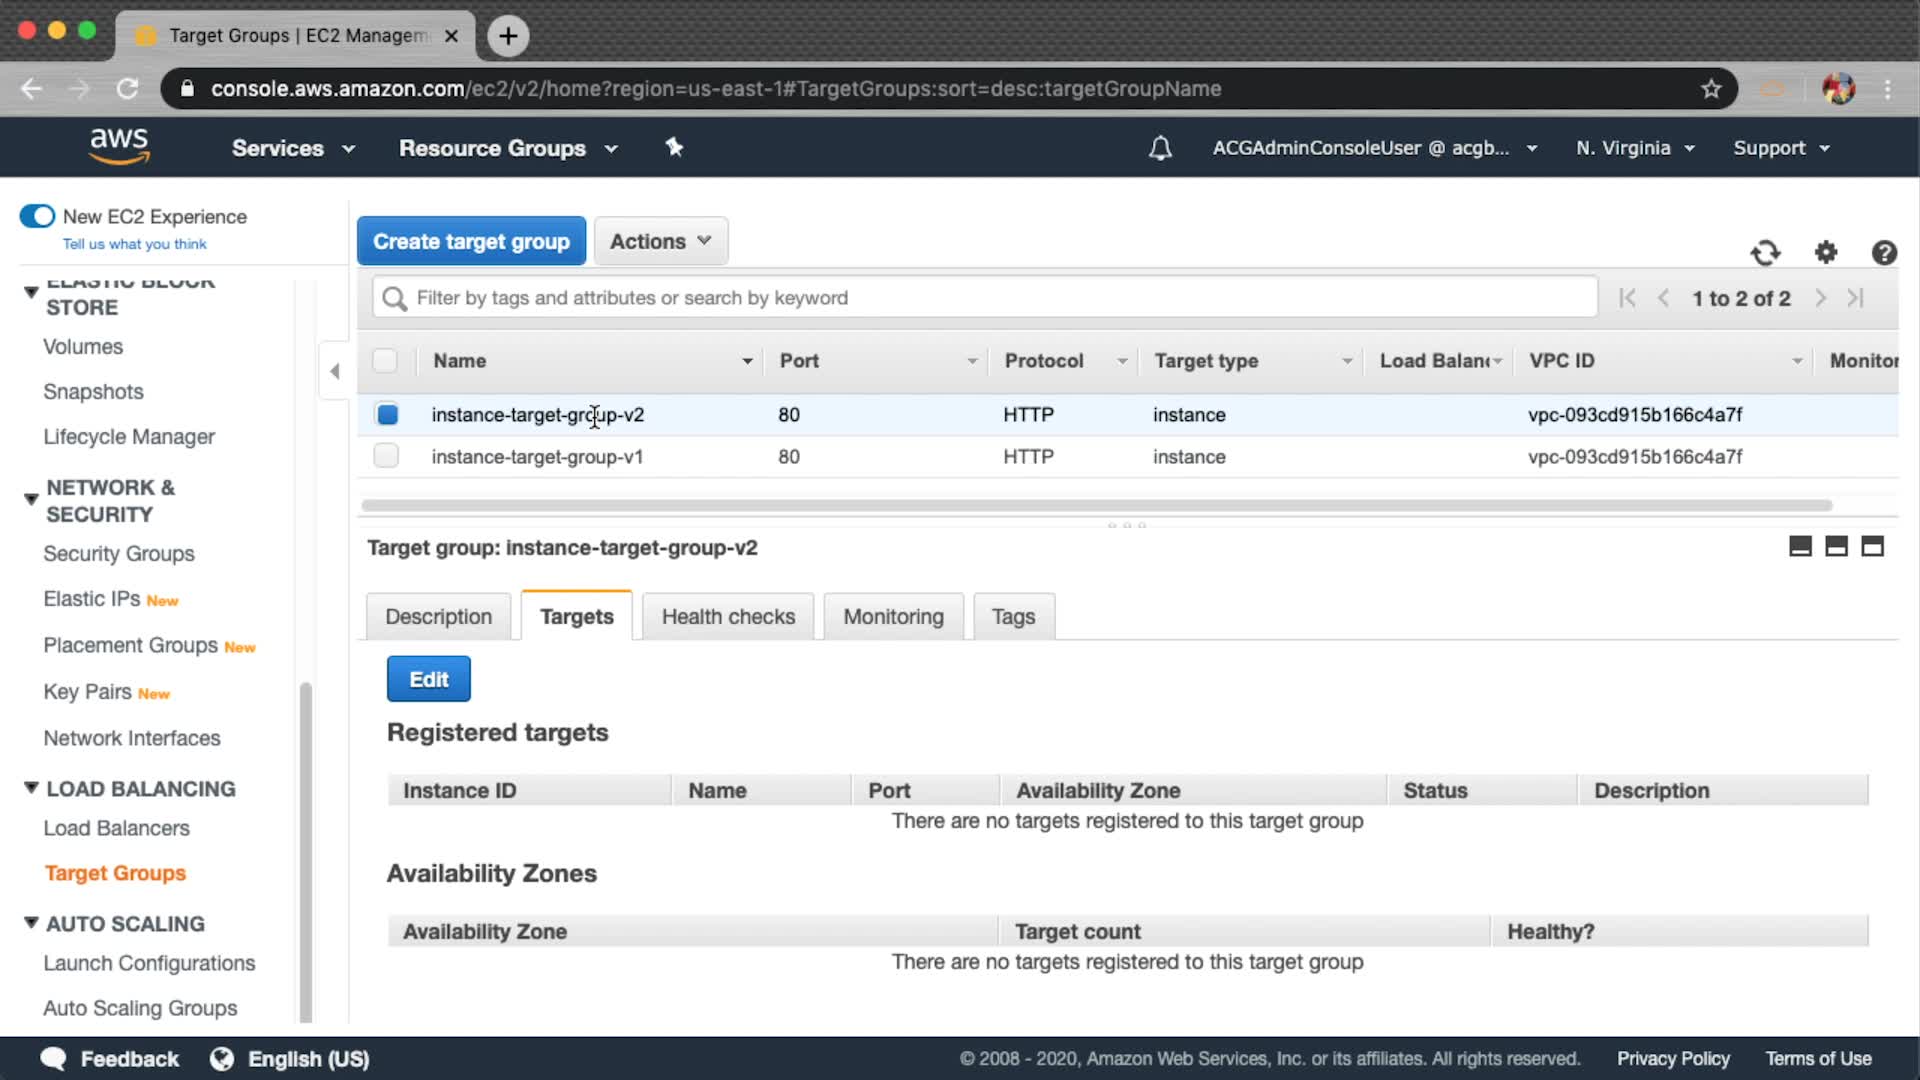 Target Groups | EC2 Managem
console.aws.amazon.com/ec2/v2/home?region=us-east-1#TargetGroups:sort=desc:targetGroupName
aws Services Resource Groups ACGAdminConsoleUser @ acgb... N. Virginia Support
New EC2 Experience
Tell us what you think
ELASTIC BLOCK
STORE
Volumes
Snapshots
Lifecycle Manager
NETWORK &
SECURITY
Security Groups
Elastic IPs New
Placement Groups New
Key Pairs New
Network Interfaces
LOAD BALANCING
Load Balancers
Target Groups
AUTO SCALING
Launch Configurations
Auto Scaling Groups
Create target group Actions
Filter by tags and attributes or search by keyword 1 to 2 of 2
Name Port Protocol Target type Load Balanc VPC ID Monitor
instance-target-group-v2 80 HTTP instance vpc-093cd915b166c4a7f
instance-target-group-v1 80 HTTP instance vpc-093cd915b166c4a7f
Target group: instance-target-group-v2
Description Targets Health checks Monitoring Tags
Edit
Registered targets
Instance ID Name Port Availability Zone Status Description
There are no targets registered to this target group
Availability Zones
Availability Zone Target count Healthy?
There are no targets registered to this target group
Feedback English (US) © 2008 - 2020, Amazon Web Services, Inc. or its affiliates. All rights reserved. Privacy Policy Terms of Use